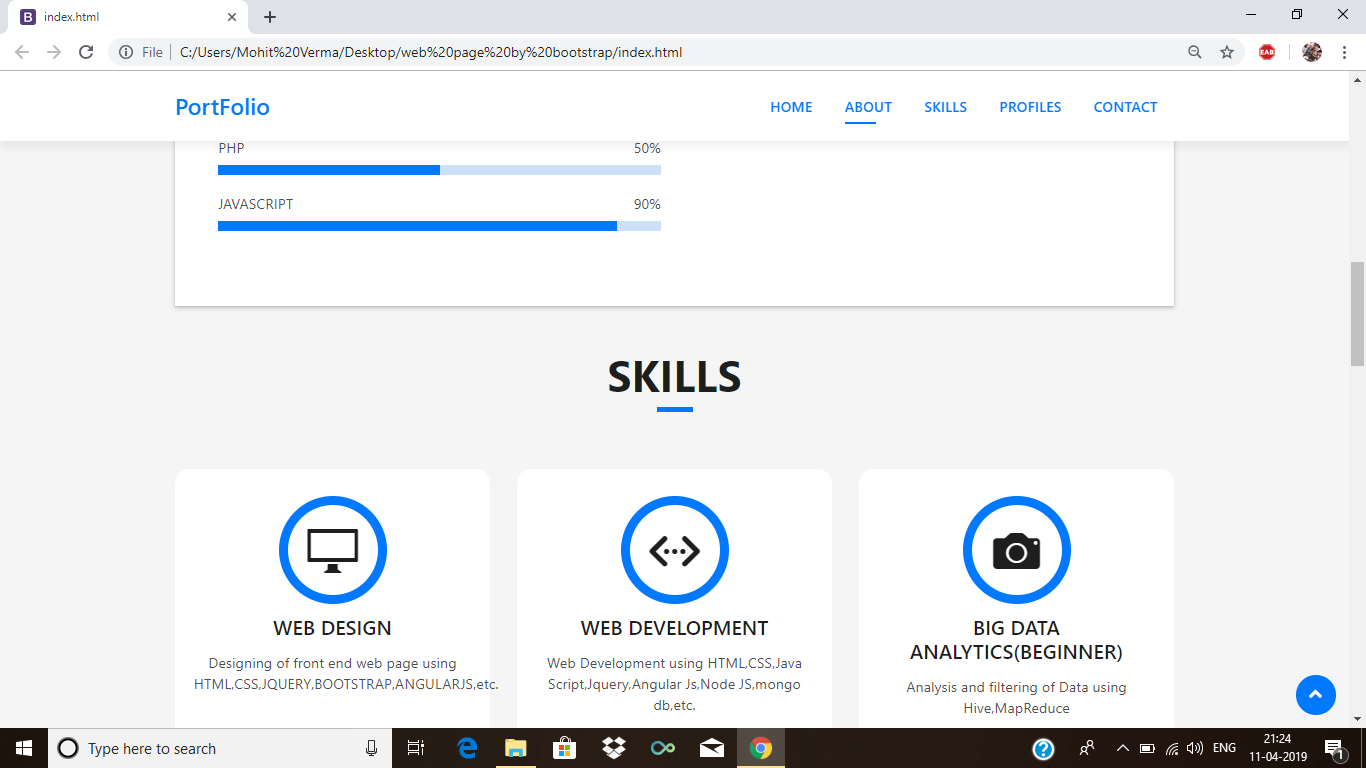 index.html
File
C:/Users/Mohit%20Verma/Desktop/web%20page%20by%20bootstrap/index.html
EAB
PortFolio
HOME
ABOUT
SKILLS
PROFILES
CONTACT
PHP
50%
JAVASCRIPT
90%
SKILLS
WEB DESIGN
Designing of front end web page using
HTML,CSS,JQUERY,BOOTSTRAP,ANGULARJS,etc.
WEB DEVELOPMENT
Web Development using HTML,CSS,Java
Script,Jquery,Angular Js,Node JS,mongo
db,etc.
BIG DATA
ANALYTICS(BEGINNER)
Analysis and filtering of Data using
Hive,MapReduce
Type here to search
ENG
21:24
11-04-2019
1